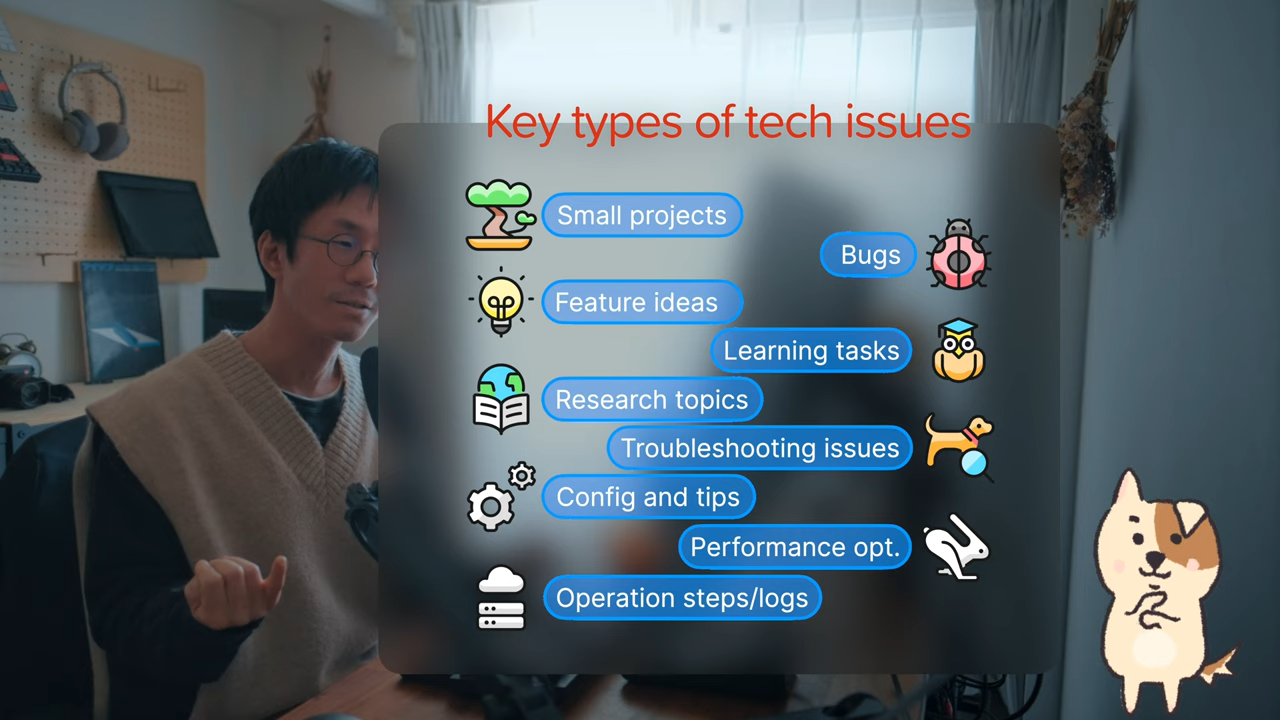 Key types of tech issues
Small projects
Bugs
Feature ideas
Learning tasks
Research topics
Troubleshooting issues
Config and tips
Performance opt.
Operation steps/logs